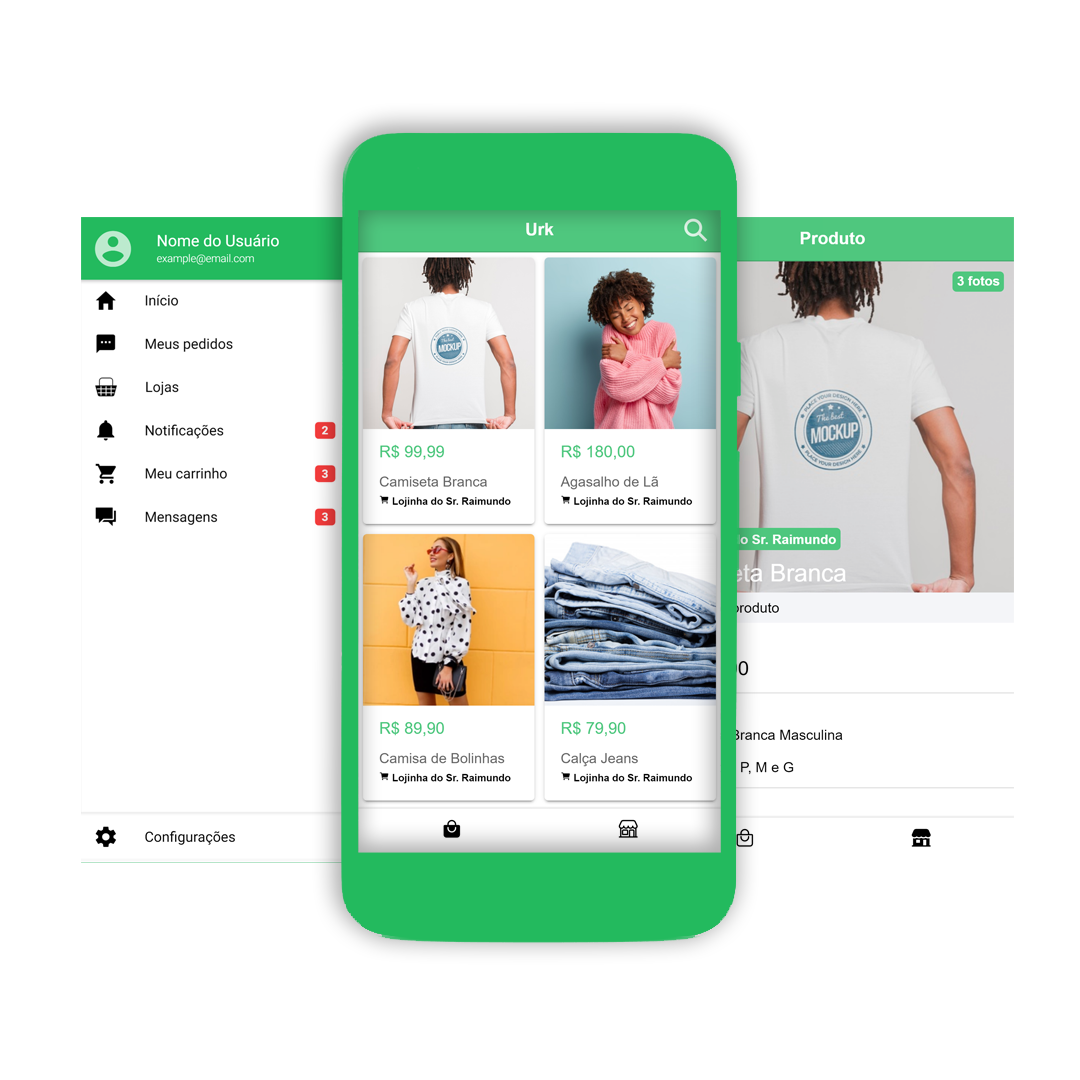 Nome do Usuário
example@email.com
Início
Meus pedidos
Lojas
Notificações 2
Meu carrinho 3
Mensagens 3
Configurações
Urk
The best
MOCKUP
R$ 99,99
Camiseta Branca
Lojinha do Sr. Raimundo
R$ 180,00
Agasalho de Lã
Lojinha do Sr. Raimundo
R$ 89,90
Camisa de Bolinhas
Lojinha do Sr. Raimundo
R$ 79,90
Calça Jeans
Lojinha do Sr. Raimundo
Produto
3 fotos
PLACE YOUR DESIGN HERE
The best
MOCKUP
PLACE YOUR DESIGN HERE
do Sr. Raimundo
eta Branca
produto
00
Branca Masculina
P, M e G